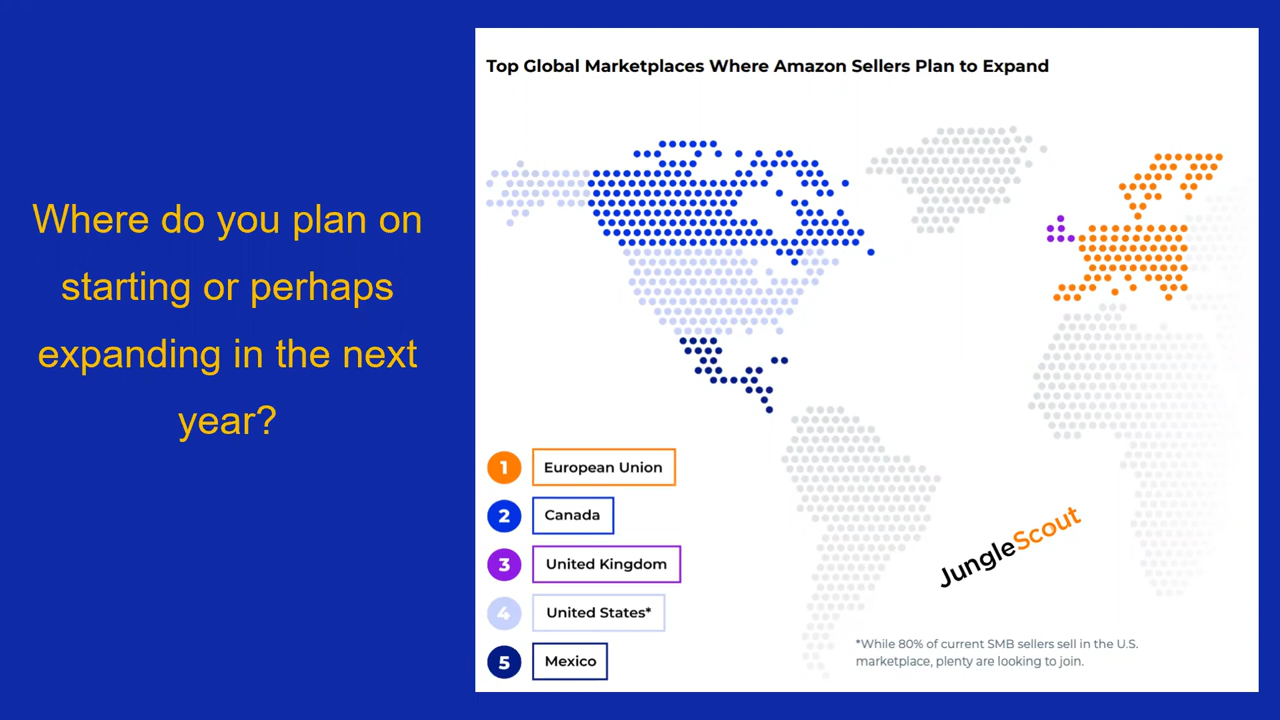 Where do you plan on
starting or perhaps
expanding in the next
year?
Top Global Marketplaces Where Amazon Sellers Plan to Expand
1 European Union
2 Canada
3 United Kingdom
4 United States*
5 Mexico
JungleScout
*While 80% of current SMB sellers sell in the U.S.
marketplace, plenty are looking to join.